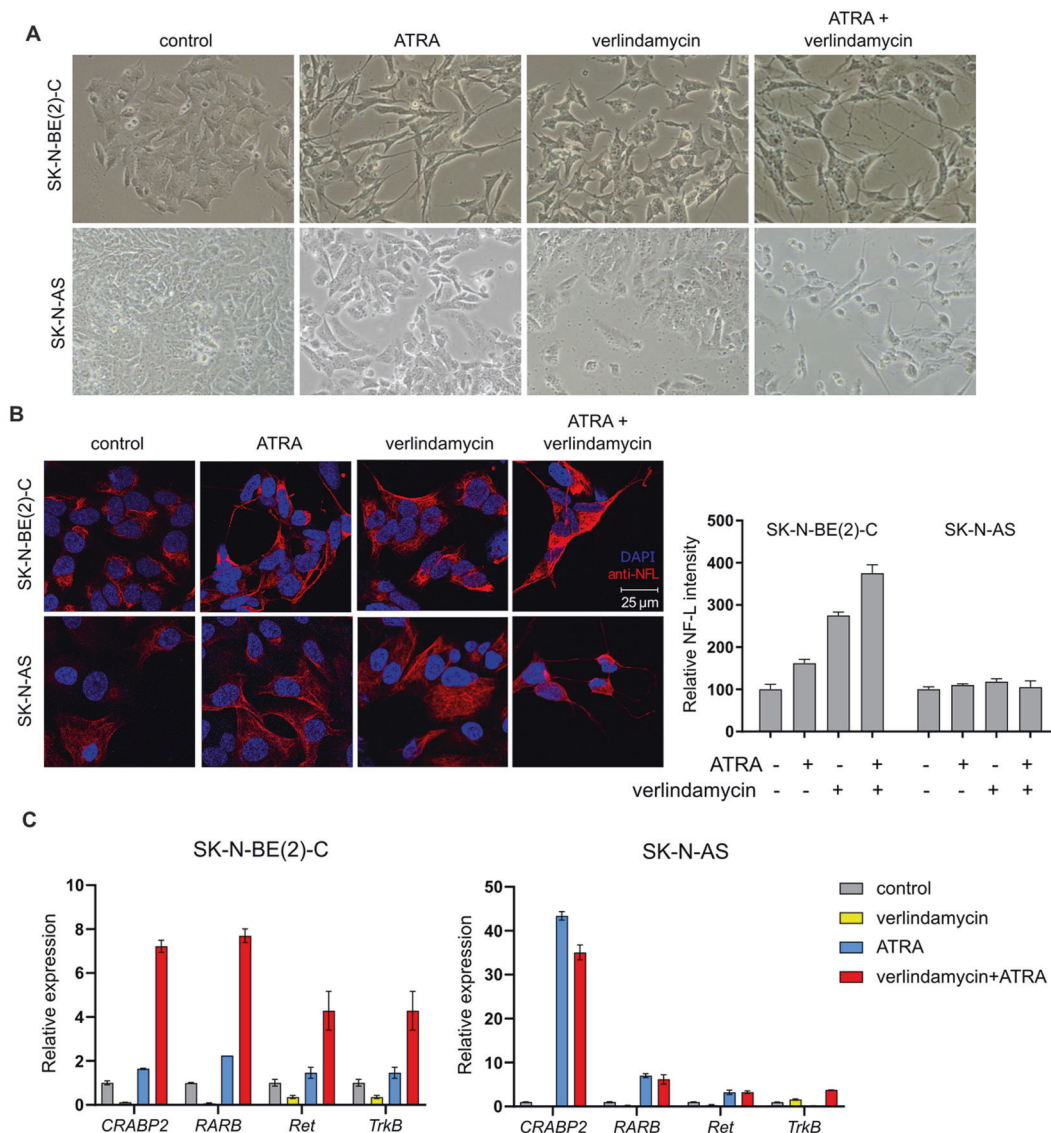 A
control
ATRA
verlindamycin
ATRA +
verlindamycin
SK-N-BE(2)-C
SK-N-AS
B
control
ATRA
verlindamycin
ATRA +
verlindamycin
SK-N-BE(2)-C
DAPI
anti-NFL
25 µm
SK-N-AS
SK-N-BE(2)-C SK-N-AS
Relative NF-L intensity
500
400
300
200
100
0
ATRA - + - + - + - +
verlindamycin - - + + - - + +
C
SK-N-BE(2)-C
Relative expression
10
8
6
4
2
0
CRABP2 RARB Ret TrkB
SK-N-AS
Relative expression
50
40
30
20
10
0
CRABP2 RARB Ret TrkB
control
verlindamycin
ATRA
verlindamycin+ATRA